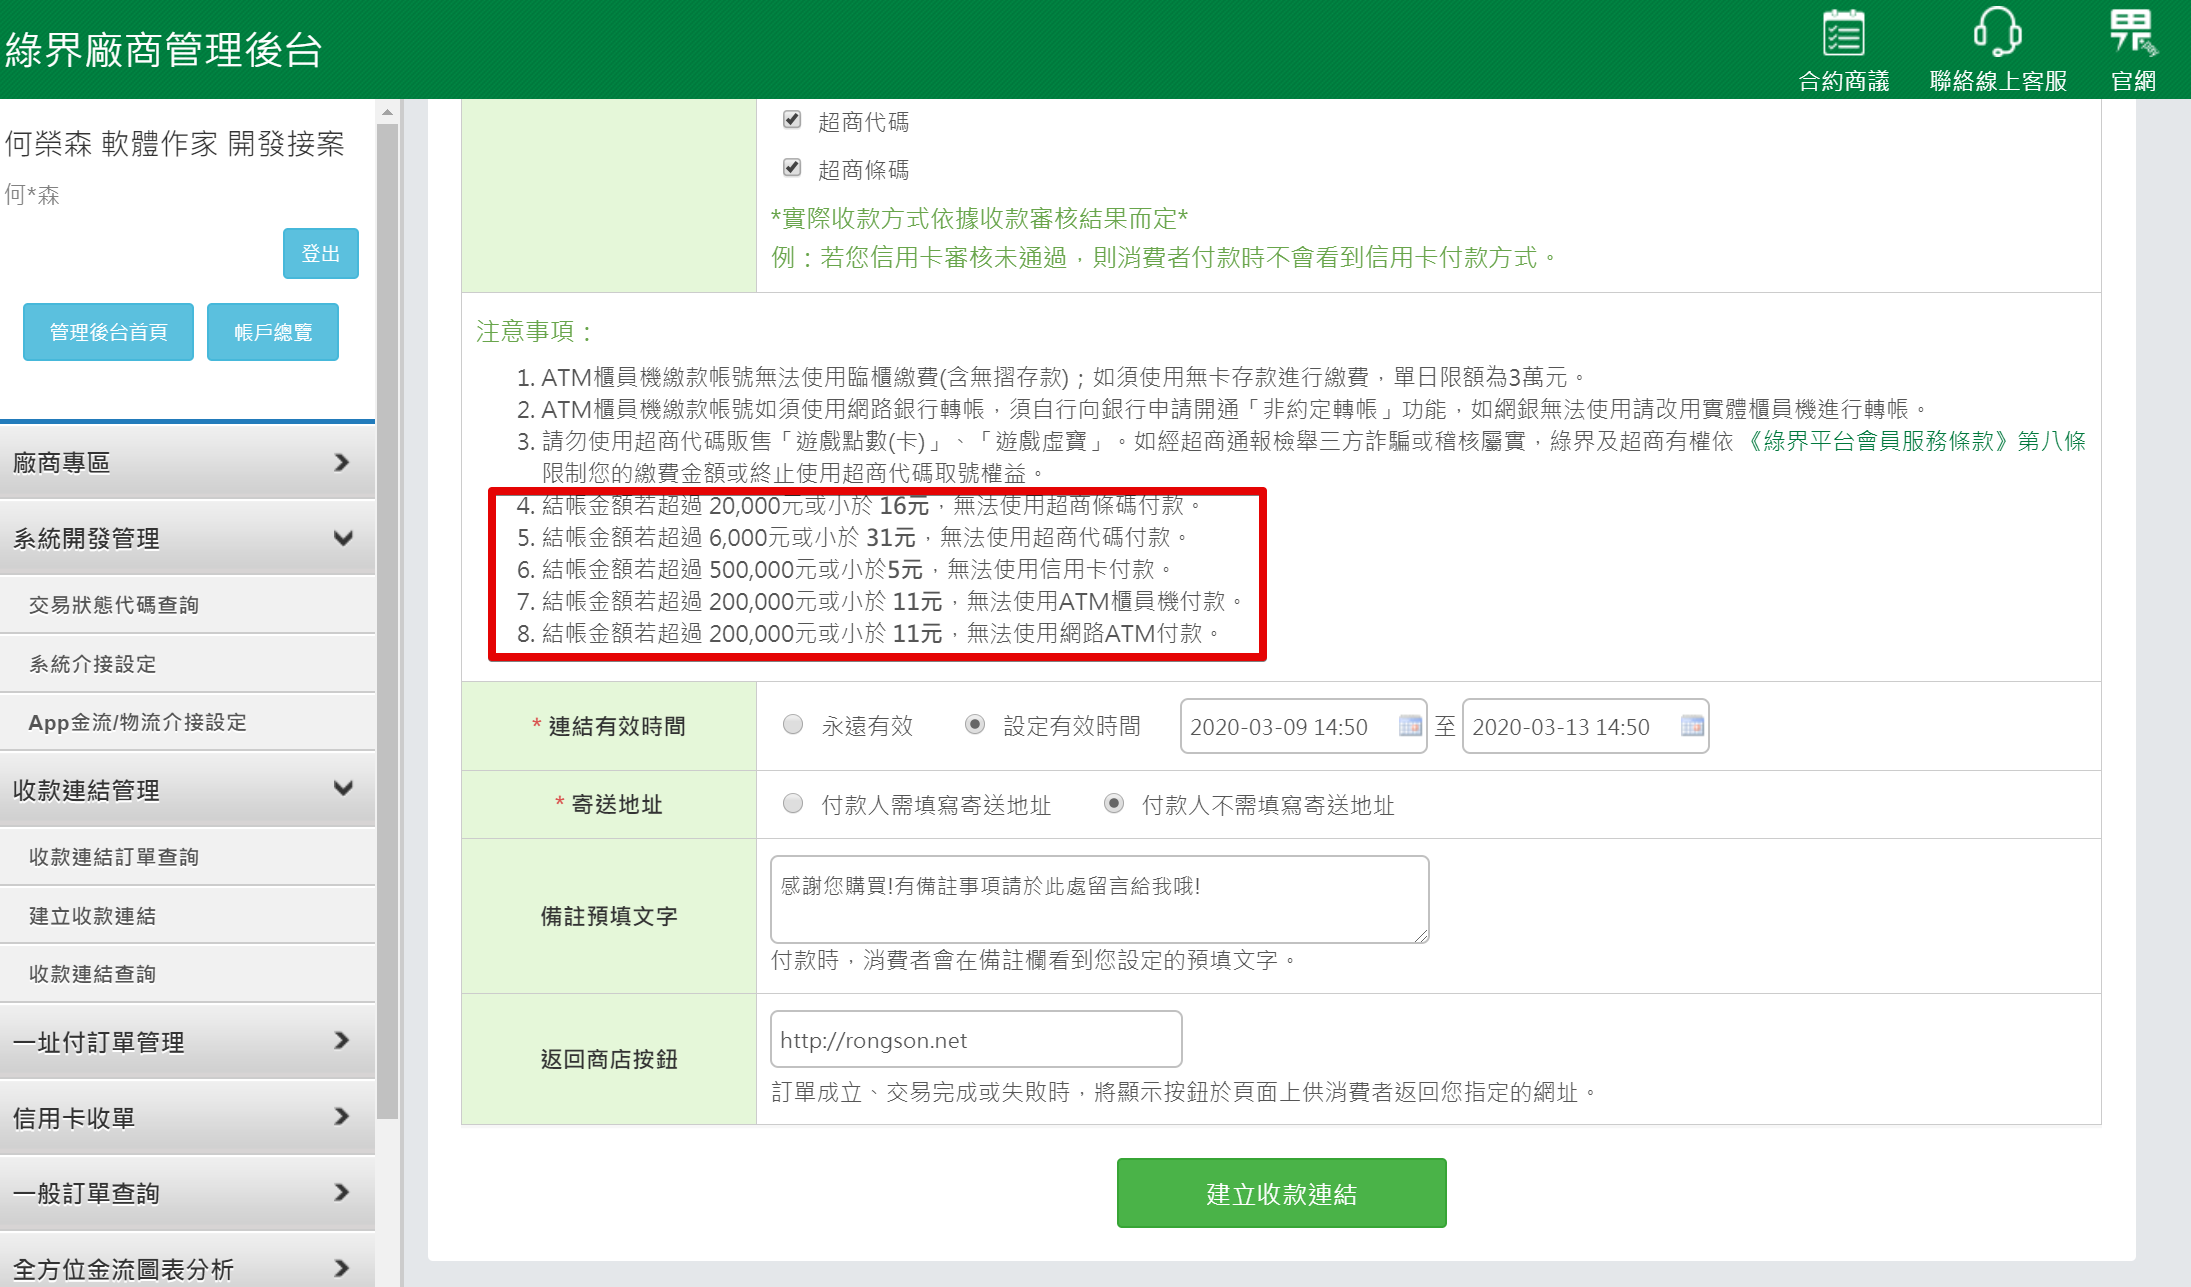 綠界廠商管理後台
合約商議
聯絡線上客服
官網
何榮森 軟體作家 開發接案
何*森
登出
管理後台首頁
帳戶總覽
廠商專區
系統開發管理
交易狀態代碼查詢
系統介接設定
App金流/物流介接設定
收款連結管理
收款連結訂單查詢
建立收款連結
收款連結查詢
一址付訂單管理
信用卡收單
一般訂單查詢
全方位金流圖表分析
超商代碼
超商條碼
*實際收款方式依據收款審核結果而定*
例：若您信用卡審核未通過，則消費者付款時不會看到信用卡付款方式。
注意事項：
1. ATM櫃員機繳款帳號無法使用臨櫃繳費(含無摺存款)；如須使用無卡存款進行繳費，單日限額為3萬元。
2. ATM櫃員機繳款帳號如須使用網路銀行轉帳，須自行向銀行申請開通「非約定轉帳」功能，如網銀無法使用請改用實體櫃員機進行轉帳。
3. 請勿使用超商代碼販售「遊戲點數(卡)」、「遊戲虛寶」。如經超商通報檢舉三方詐騙或稽核屬實，綠界及超商有權依《綠界平台會員服務條款》第八條
限制您的繳費金額或終止使用超商代碼取號權益。
4. 結帳金額若超過 20,000元或小於 16元，無法使用超商條碼付款。
5. 結帳金額若超過 6,000元或小於 31元，無法使用超商代碼付款。
6. 結帳金額若超過 500,000元或小於5元，無法使用信用卡付款。
7. 結帳金額若超過 200,000元或小於 11元，無法使用ATM櫃員機付款。
8. 結帳金額若超過 200,000元或小於 11元，無法使用網路ATM付款。
* 連結有效時間
永遠有效
設定有效時間
2020-03-09 14:50
至
2020-03-13 14:50
* 寄送地址
付款人需填寫寄送地址
付款人不需填寫寄送地址
備註預填文字
感謝您購買!有備註事項請於此處留言給我哦!
付款時，消費者會在備註欄看到您設定的預填文字。
返回商店按鈕
http://rongson.net
訂單成立、交易完成或失敗時，將顯示按鈕於頁面上供消費者返回您指定的網址。
建立收款連結